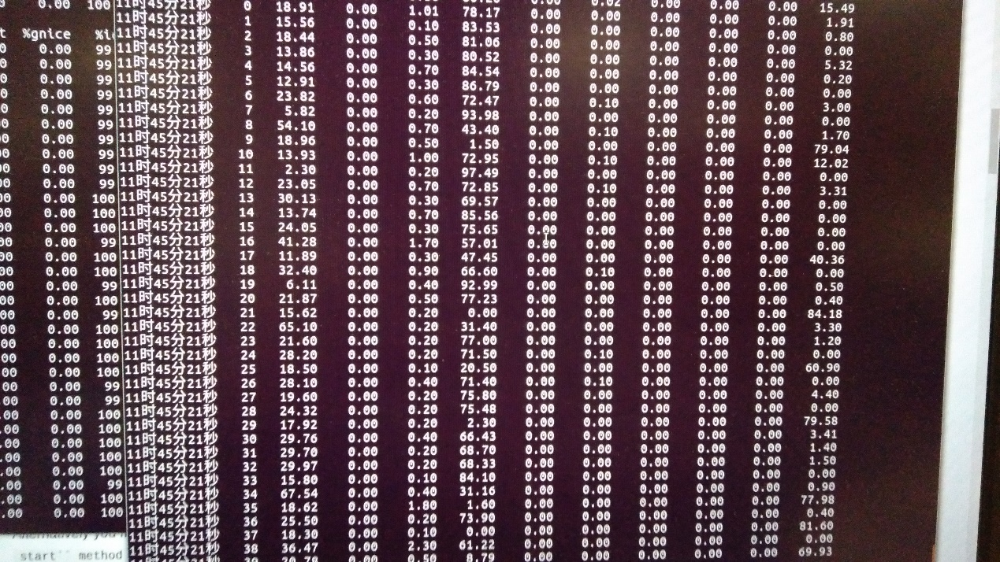 0 0.00 100
t %gnice %i
0 0.00 99
0 0.00 99
0 0.00 99
0 0.00 99
0 0.00 99
0 0.00 99
0 0.00 99
0 0.00 99
0 0.00 99
0 0.00 99
00 0.00 100
00 0.00 100
00 0.00 100
00 0.00 99
00 0.00 100
00 0.00 100
00 0.00 99
00 0.00 100
00 0.00 99
00 0.00 100
00 0.00 100
00 0.00 100
00 0.00 100
00 0.00 99
00 0.00 99
.00 0.00 100
.00 0.00 100
.00 0.00 100
.00 0.00 100
.00 0.00 100
.00 0.00 99
.00 0.00 100
.00 0.00 100
start`` method
0.00 0.02 0.00 0.00 0.00 15.49
11时45分21秒 0 18.91 0.00 1.01 78.17 0.00 0.00 0.00 0.00 0.00 1.91
11时45分21秒 1 15.56 0.00 0.10 83.53 0.00 0.00 0.00 0.00 0.00 0.80
11时45分21秒 2 18.44 0.00 0.50 81.06 0.00 0.00 0.00 0.00 0.00 0.00
11时45分21秒 3 13.86 0.00 0.30 80.52 0.00 0.00 0.00 0.00 0.00 5.32
11时45分21秒 4 14.56 0.00 0.70 84.54 0.00 0.00 0.00 0.00 0.00 0.20
11时45分21秒 5 12.91 0.00 0.30 86.79 0.00 0.00 0.00 0.00 0.00 0.00
11时45分21秒 6 23.82 0.00 0.60 72.47 0.00 0.10 0.00 0.00 0.00 3.00
11时45分21秒 7 5.82 0.00 0.20 93.98 0.00 0.00 0.00 0.00 0.00 0.00
11时45分21秒 8 54.10 0.00 0.70 43.40 0.00 0.10 0.00 0.00 0.00 1.70
11时45分21秒 9 18.96 0.00 0.50 1.50 0.00 0.00 0.00 0.00 0.00 79.04
11时45分21秒 10 13.93 0.00 1.00 72.95 0.00 0.10 0.00 0.00 0.00 12.02
11时45分21秒 11 2.30 0.00 0.20 97.49 0.00 0.00 0.00 0.00 0.00 0.00
11时45分21秒 12 23.05 0.00 0.70 72.85 0.00 0.10 0.00 0.00 0.00 3.31
11时45分21秒 13 30.13 0.00 0.30 69.57 0.00 0.00 0.00 0.00 0.00 0.00
11时45分21秒 14 13.74 0.00 0.70 85.56 0.00 0.00 0.00 0.00 0.00 0.00
11时45分21秒 15 24.05 0.00 0.30 75.65 0.00 0.00 0.00 0.00 0.00 0.00
11时45分21秒 16 41.28 0.00 1.70 57.01 0.00 0.00 0.00 0.00 0.00 0.00
11时45分21秒 17 11.89 0.00 0.30 47.45 0.00 0.00 0.00 0.00 0.00 40.36
11时45分21秒 18 32.40 0.00 0.90 66.60 0.00 0.10 0.00 0.00 0.00 0.00
11时45分21秒 19 6.11 0.00 0.40 92.99 0.00 0.00 0.00 0.00 0.00 0.50
11时45分21秒 20 21.87 0.00 0.50 77.23 0.00 0.00 0.00 0.00 0.00 0.40
11时45分21秒 21 15.62 0.00 0.20 0.00 0.00 0.00 0.00 0.00 0.00 84.18
11时45分21秒 22 65.10 0.00 0.20 31.40 0.00 0.00 0.00 0.00 0.00 3.30
11时45分21秒 23 21.60 0.00 0.20 77.00 0.00 0.00 0.00 0.00 0.00 1.20
11时45分21秒 24 28.20 0.00 0.20 71.50 0.00 0.10 0.00 0.00 0.00 0.00
11时45分21秒 25 18.50 0.00 0.10 20.50 0.00 0.00 0.00 0.00 0.00 60.90
11时45分21秒 26 28.10 0.00 0.40 71.40 0.00 0.10 0.00 0.00 0.00 0.00
11时45分21秒 27 19.60 0.00 0.20 75.80 0.00 0.00 0.00 0.00 0.00 4.40
11时45分21秒 28 24.32 0.00 0.20 75.48 0.00 0.00 0.00 0.00 0.00 0.00
11时45分21秒 29 17.92 0.00 0.20 2.30 0.00 0.00 0.00 0.00 0.00 79.58
11时45分21秒 30 29.76 0.00 0.40 66.43 0.00 0.00 0.00 0.00 0.00 3.41
11时45分21秒 31 29.70 0.00 0.20 68.70 0.00 0.00 0.00 0.00 0.00 1.40
11时45分21秒 32 29.97 0.00 0.20 68.33 0.00 0.00 0.00 0.00 0.00 1.50
11时45分21秒 33 15.80 0.00 0.10 84.10 0.00 0.00 0.00 0.00 0.00 0.00
11时45分21秒 34 67.54 0.00 0.40 31.16 0.00 0.00 0.00 0.00 0.00 0.90
11时45分21秒 35 18.62 0.00 1.80 1.60 0.00 0.00 0.00 0.00 0.00 77.98
11时45分21秒 36 25.50 0.00 0.20 73.90 0.00 0.00 0.00 0.00 0.00 0.40
11时45分21秒 37 18.30 0.00 0.10 0.00 0.00 0.00 0.00 0.00 0.00 81.60
11时45分21秒 38 36.47 0.00 2.30 61.22 0.00 0.00 0.00 0.00 0.00 0.00
11时45分21秒 39 20.78 0.00 0.50 8.79 0.00 0.00 0.00 0.00 0.00 69.93